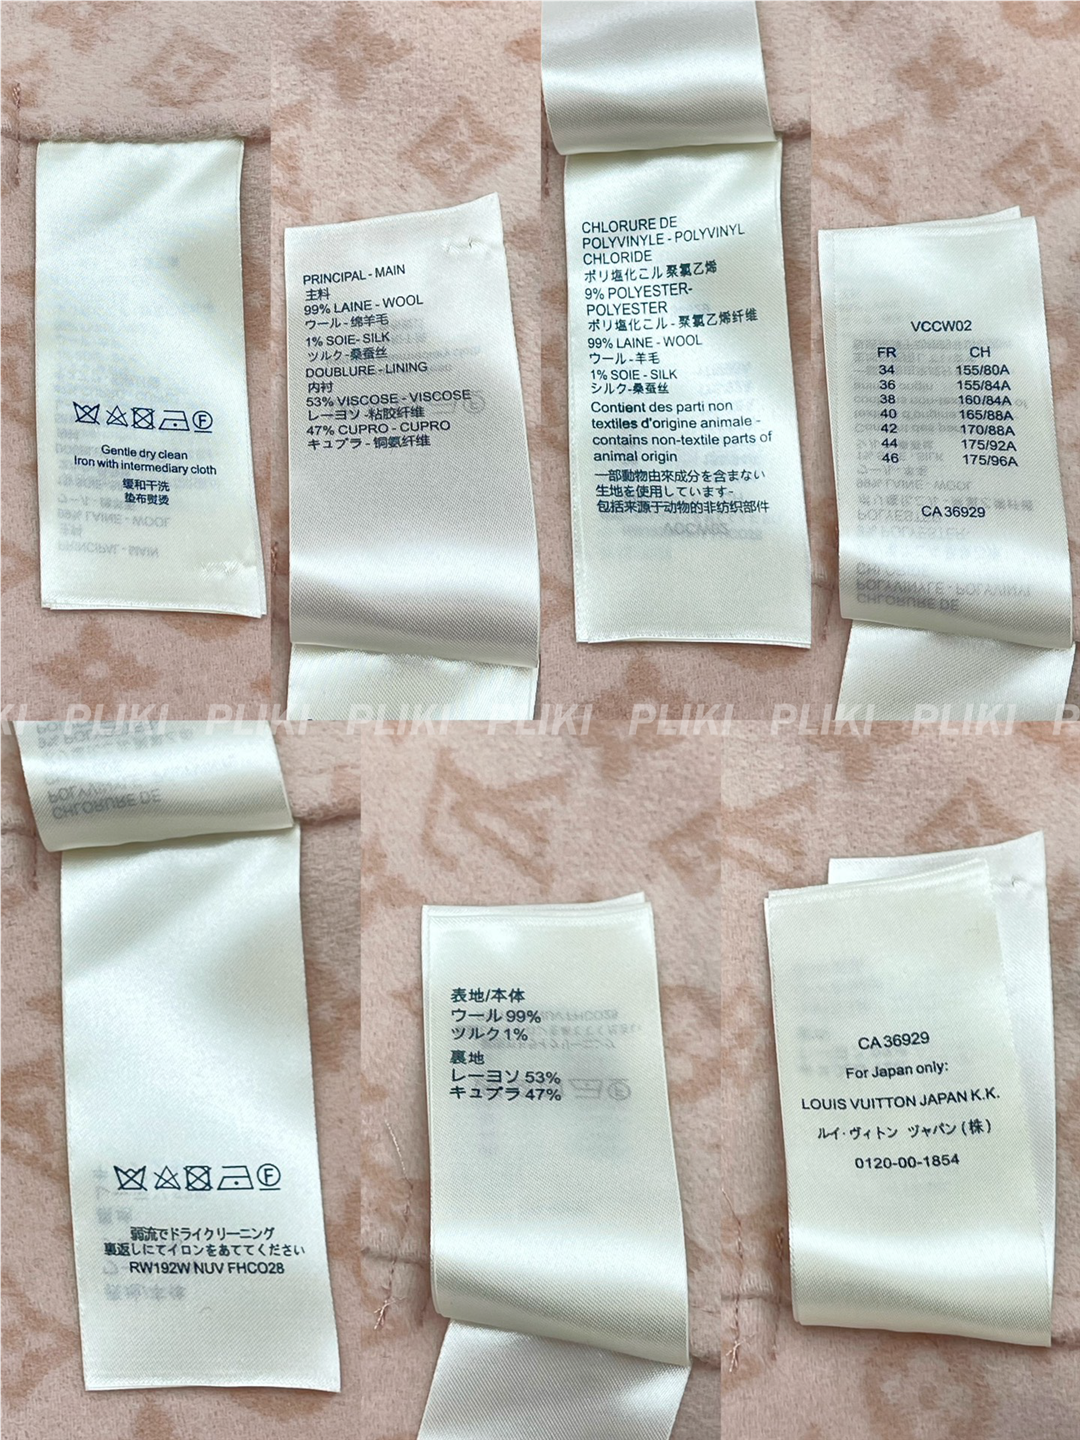 Gentle dry clean
Iron with intermediary cloth
缓和干洗
垫布熨烫
PRINCIPAL - MAIN
主料
99% LAINE - WOOL
ウール - 绵羊毛
1% SOIE- SILK
ツルク -桑蚕丝
DOUBLURE - LINING
内衬
53% VISCOSE - VISCOSE
レーヨソ -粘胶纤维
47% CUPRO - CUPRO
キュプラ - 铜氨纤维
CHLORURE DE
POLYVINYLE - POLYVINYL
CHLORIDE
ポリ塩化こル 聚氯乙烯
9% POLYESTER-
POLYESTER
ポリ塩化こル - 聚氯乙烯纤维
99% LAINE - WOOL
ウール - 羊毛
1% SOIE - SILK
シルク-桑蚕丝
Contient des parti non
textiles d'origine animale -
contains non-textile parts of
animal origin
一部動物由來成分を含まない
生地を使用しています-
包括来源于动物的非纺织部件
VCCW02
FR CH
34 155/80A
36 155/84A
38 160/84A
40 165/88A
42 170/88A
44 175/92A
46 175/96A
CA 36929
PLIKI PLIKI PLIKI PLIKI PLIKI PLIKI PLIKI
F
弱流でドライクリーニング
裏返しにてイロンをあててください
RW192W NUV FHCO28
表地/本体
ウール 99%
ツルク 1%
裏地
レーヨソ 53%
キュプラ 47%
CA 36929
For Japan only:
LOUIS VUITTON JAPAN K.K.
ルイ·ヴィトン ヅャパン (株)
0120-00-1854